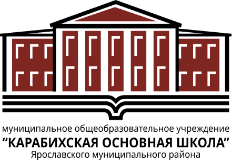 муниципальное общеобразовательное учреждение
"КАРАБИХСКАЯ ОСНОВНАЯ ШКОЛА"
Ярославского муниципального района